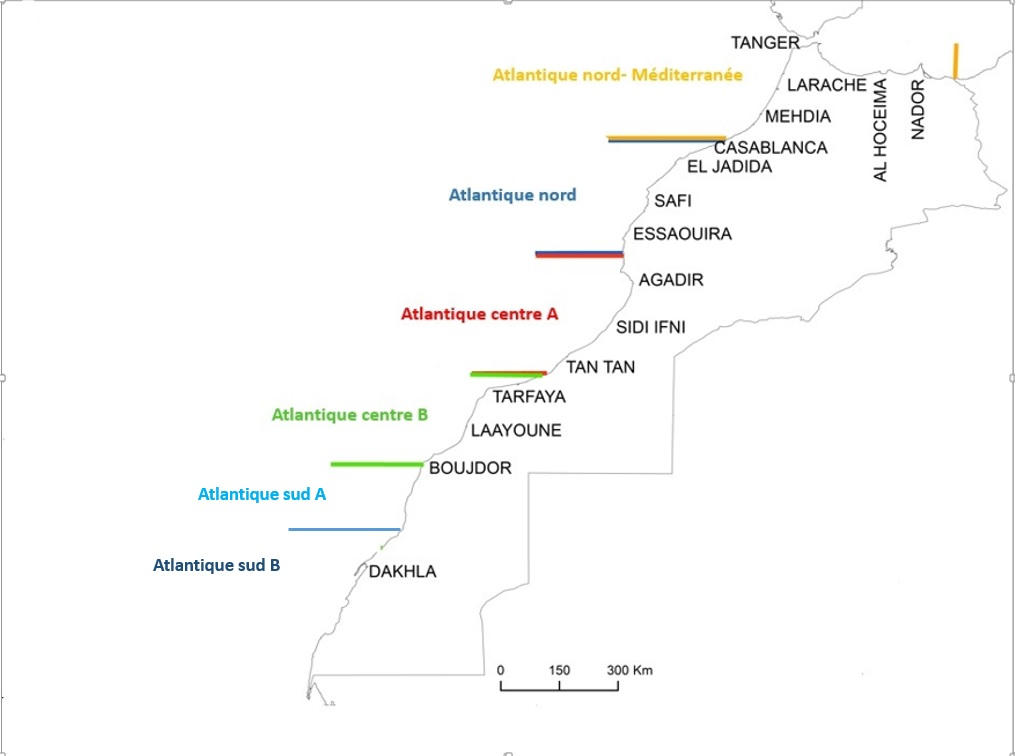 TANGER
Atlantique nord- Méditerranée
LARACHE
AL HOCEIMA
NADOR
MEHDIA
CASABLANCA
EL JADIDA
Atlantique nord
SAFI
ESSAOUIRA
AGADIR
Atlantique centre A
SIDI IFNI
TAN TAN
TARFAYA
Atlantique centre B
LAAYOUNE
BOUJDOR
Atlantique sud A
Atlantique sud B
DAKHLA
0 150 300 Km